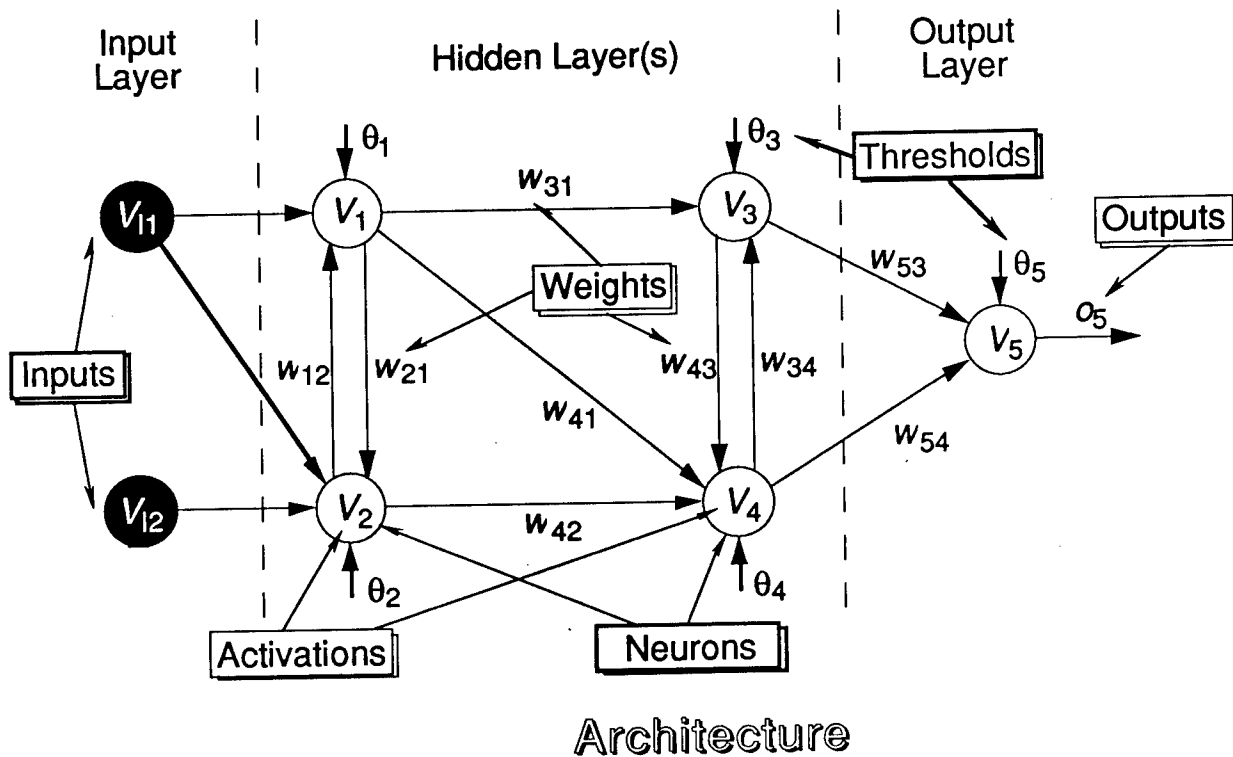 Input
Layer
Hidden Layer(s)
Output
Layer
θ1
θ3
Thresholds
w31
VI1
V1
V3
Outputs
w53
θ5
Weights
o5
V5
Inputs
w12
w21
w43
w34
w41
w54
VI2
V2
w42
V4
θ2
θ4
Activations
Neurons
Architecture